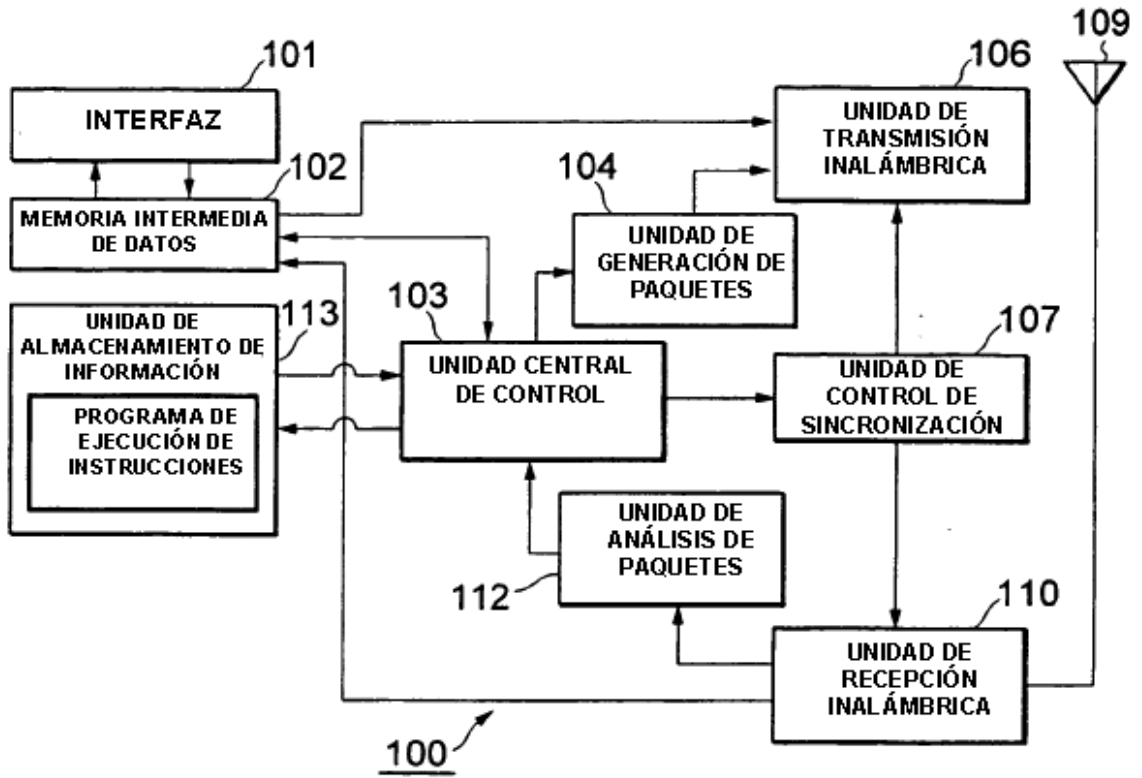 109
101
106
INTERFAZ
UNIDAD DE
TRANSMISIÓN
INALÁMBRICA
102
104
MEMORIA INTERMEDIA
DE DATOS
UNIDAD DE
GENERACIÓN DE
PAQUETES
103
113
107
UNIDAD DE
ALMACENAMIENTO DE
INFORMACIÓN
UNIDAD CENTRAL
DE CONTROL
UNIDAD DE
CONTROL DE
SINCRONIZACIÓN
PROGRAMA DE
EJECUCIÓN DE
INSTRUCCIONES
UNIDAD DE
ANÁLISIS DE
PAQUETES
112
110
UNIDAD DE
RECEPCIÓN
INALÁMBRICA
100